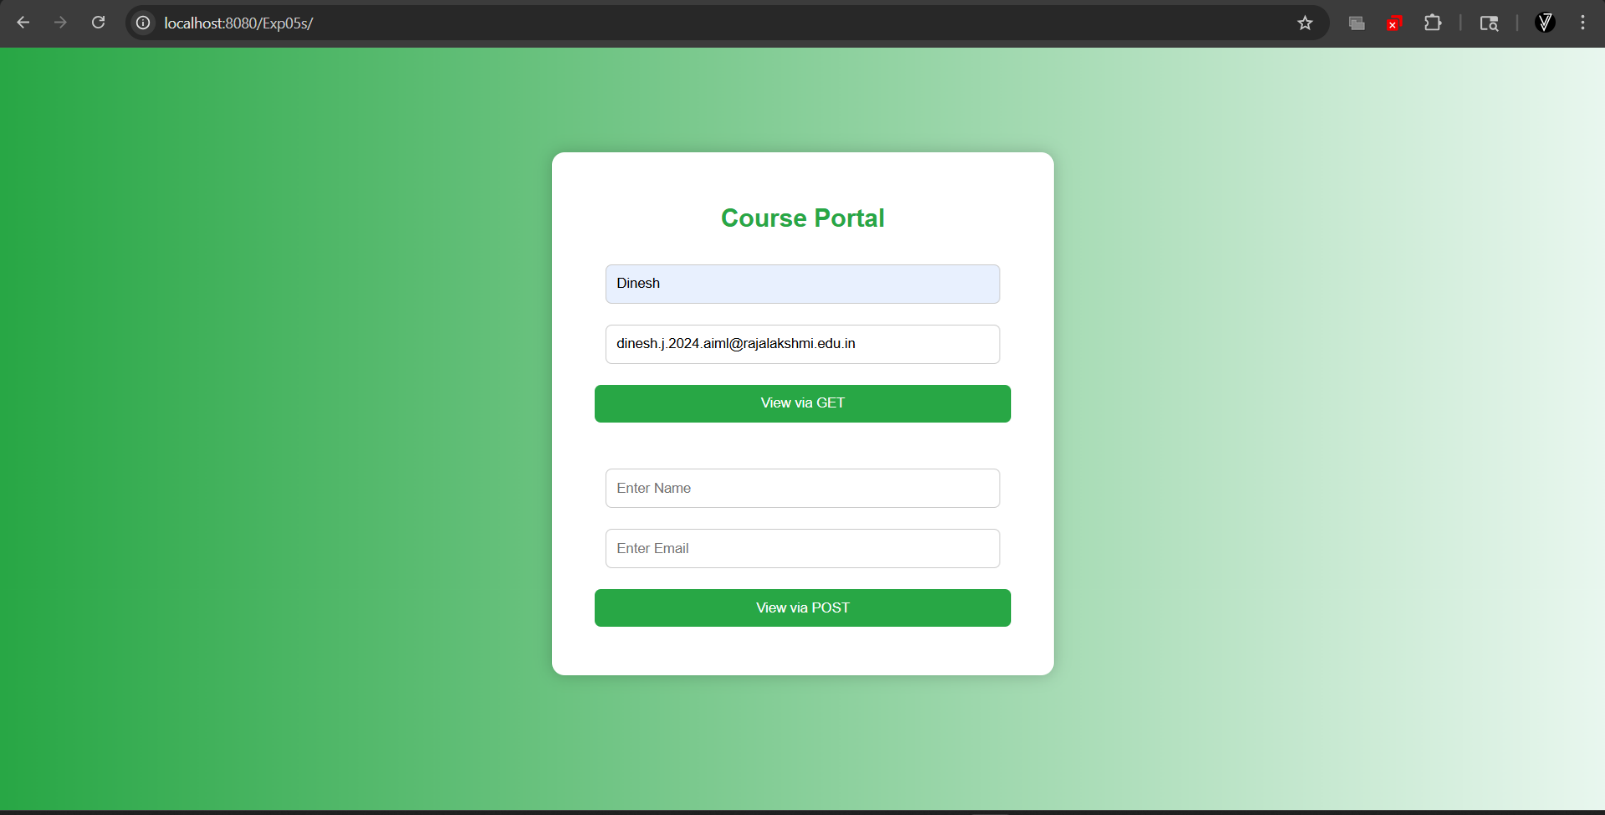 localhost:8080/Exp05s/
Course Portal
Dinesh
dinesh.j.2024.aiml@rajalakshmi.edu.in
View via GET
Enter Name
Enter Email
View via POST